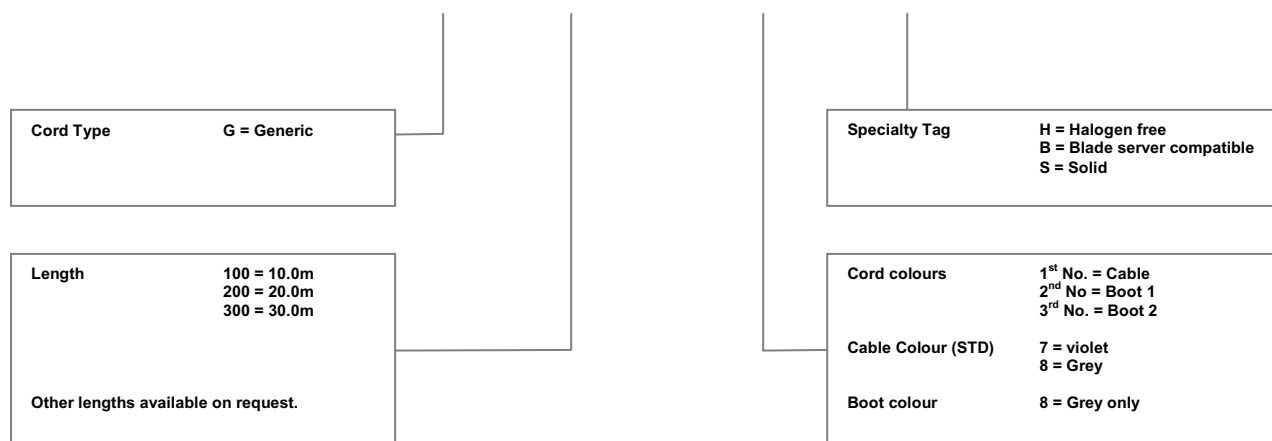 Cord Type G = Generic
Specialty Tag H = Halogen free
B = Blade server compatible
S = Solid
Length 100 = 10.0m
200 = 20.0m
300 = 30.0m
Other lengths available on request.
Cord colours 1st No. = Cable
2nd No = Boot 1
3rd No. = Boot 2
Cable Colour (STD) 7 = violet
8 = Grey
Boot colour 8 = Grey only